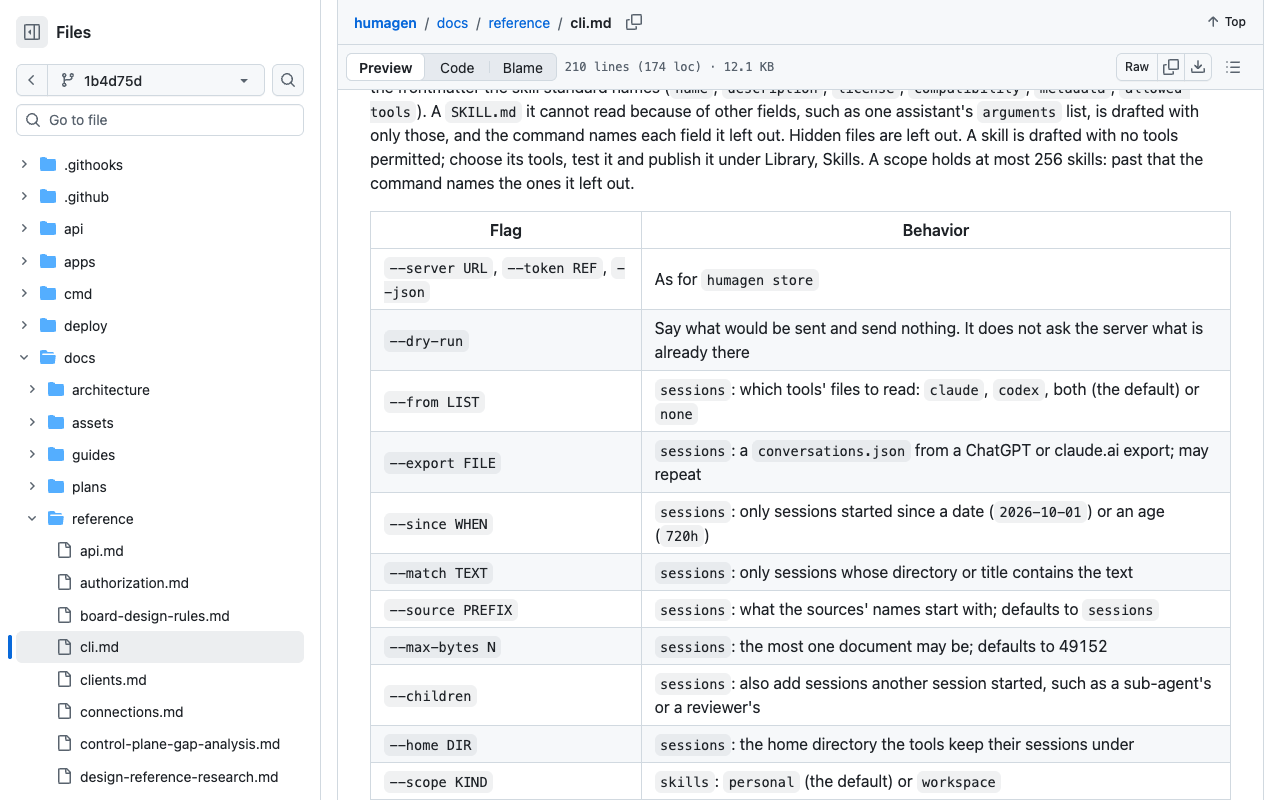 Files
humagen / docs / reference / cli.md
Top
1b4d75d
Preview Code Blame 210 lines (174 loc) · 12.1 KB
Raw
Go to file
.githooks
.github
api
apps
cmd
deploy
docs
architecture
assets
guides
plans
reference
api.md
authorization.md
board-design-rules.md
cli.md
clients.md
connections.md
control-plane-gap-analysis.md
design-reference-research.md
the frontmatter the skill standard names ( name , description , license , compatibility , metadata , allowed-
tools ). A SKILL.md it cannot read because of other fields, such as one assistant's arguments list, is drafted with
only those, and the command names each field it left out. Hidden files are left out. A skill is drafted with no tools
permitted; choose its tools, test it and publish it under Library, Skills. A scope holds at most 256 skills: past that the
command names the ones it left out.
Flag Behavior
--server URL , --token REF , -
-json
As for humagen store
--dry-run
Say what would be sent and send nothing. It does not ask the server what is
already there
--from LIST
sessions : which tools' files to read: claude , codex , both (the default) or
none
--export FILE
sessions : a conversations.json from a ChatGPT or claude.ai export; may
repeat
--since WHEN
sessions : only sessions started since a date ( 2026-10-01 ) or an age
( 720h )
--match TEXT
sessions : only sessions whose directory or title contains the text
--source PREFIX
sessions : what the sources' names start with; defaults to sessions
--max-bytes N
sessions : the most one document may be; defaults to 49152
--children
sessions : also add sessions another session started, such as a sub-agent's
or a reviewer's
--home DIR
sessions : the home directory the tools keep their sessions under
--scope KIND
skills : personal (the default) or workspace